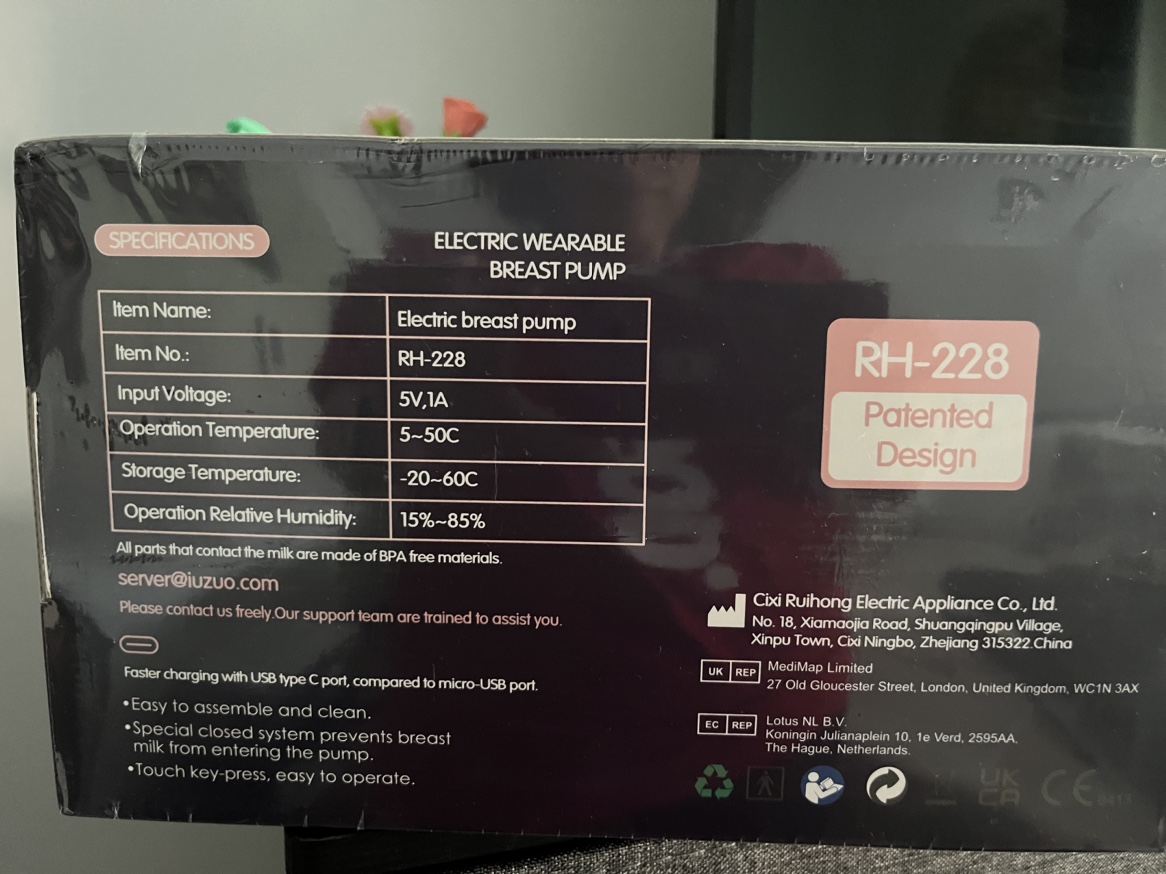 SPECIFICATIONS
ELECTRIC WEARABLE
BREAST PUMP
Item Name: Electric breast pump
Item No.: RH-228
Input Voltage: 5V,1A
Operation Temperature: 5~50C
Storage Temperature: -20~60C
Operation Relative Humidity: 15%~85%
All parts that contact the milk are made of BPA free materials.
server@iuzuo.com
Please contact us freely.Our support team are trained to assist you.
Faster charging with USB type C port, compared to micro-USB port.
•Easy to assemble and clean.
•Special closed system prevents breast
milk from entering the pump.
•Touch key-press, easy to operate.
RH-228
Patented
Design
Cixi Ruihong Electric Appliance Co., Ltd.
No. 18, Xiamaojia Road, Shuangqingpu Village,
Xinpu Town, Cixi Ningbo, Zhejiang 315322.China
UK REP MediMap Limited
27 Old Gloucester Street, London, United Kingdom, WC1N 3AX
EC REP Lotus NL B.V.
Koningin Julianaplein 10, 1e Verd, 2595AA,
The Hague, Netherlands.
UK
CA
CE